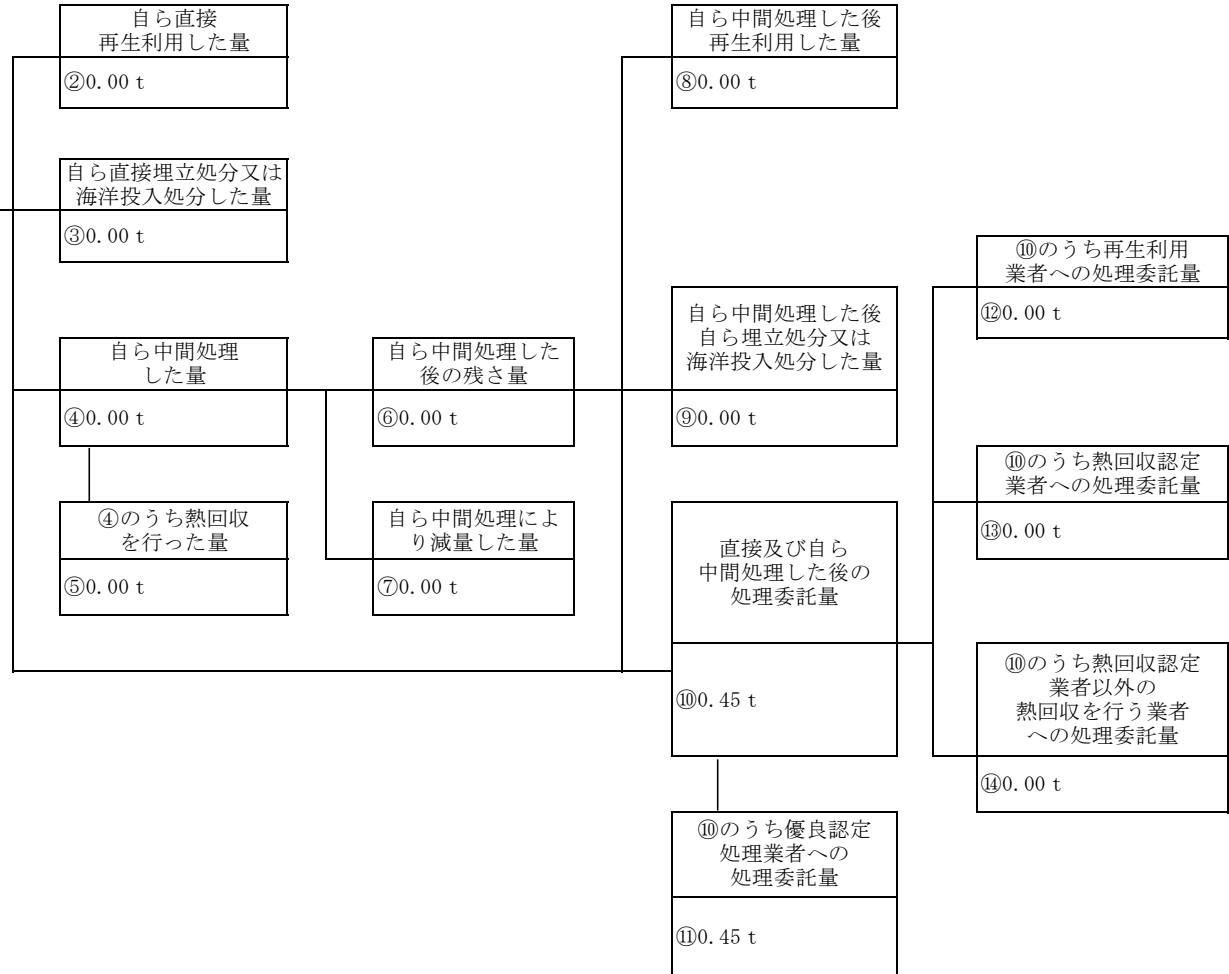 自ら直接
再生利用した量
②0.00 t
自ら直接埋立処分又は
海洋投入処分した量
③0.00 t
自ら中間処理
した量
④0.00 t
④のうち熱回収
を行った量
⑤0.00 t
自ら中間処理した
後の残さ量
⑥0.00 t
自ら中間処理によ
り減量した量
⑦0.00 t
自ら中間処理した後
再生利用した量
⑧0.00 t
自ら中間処理した後
自ら埋立処分又は
海洋投入処分した量
⑨0.00 t
直接及び自ら
中間処理した後の
処理委託量
⑩0.45 t
⑩のうち優良認定
処理業者への
処理委託量
⑪0.45 t
⑩のうち再生利用
業者への処理委託量
⑫0.00 t
⑩のうち熱回収認定
業者への処理委託量
⑬0.00 t
⑩のうち熱回収認定
業者以外の
熱回収を行う業者
への処理委託量
⑭0.00 t